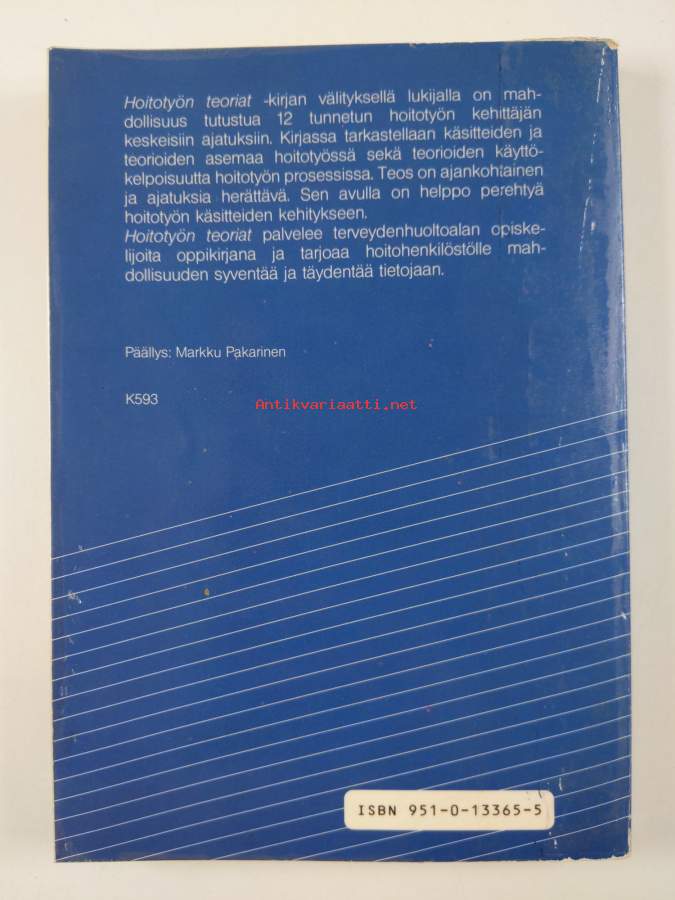 Hoitotyön teoriat -kirjan välityksellä lukijalla on mah-
dollisuus tutustua 12 tunnetun hoitotyön kehittäjän
keskeisiin ajatuksiin. Kirjassa tarkastellaan käsitteiden ja
teorioiden asemaa hoitotyössä sekä teorioiden käyttö-
kelpoisuutta hoitotyön prosessissa. Teos on ajankohtainen
ja ajatuksia herättävä. Sen avulla on helppo perehtyä
hoitotyön käsitteiden kehitykseen.
Hoitotyön teoriat palvelee terveydenhuoltoalan opiske-
lijoita oppikirjana ja tarjoaa hoitohenkilöstölle mah-
dollisuuden syventää ja täydentää tietojaan.
Päällys: Markku Pakarinen
K593
Antikvariaatti.net
ISBN 951-0-13365-5